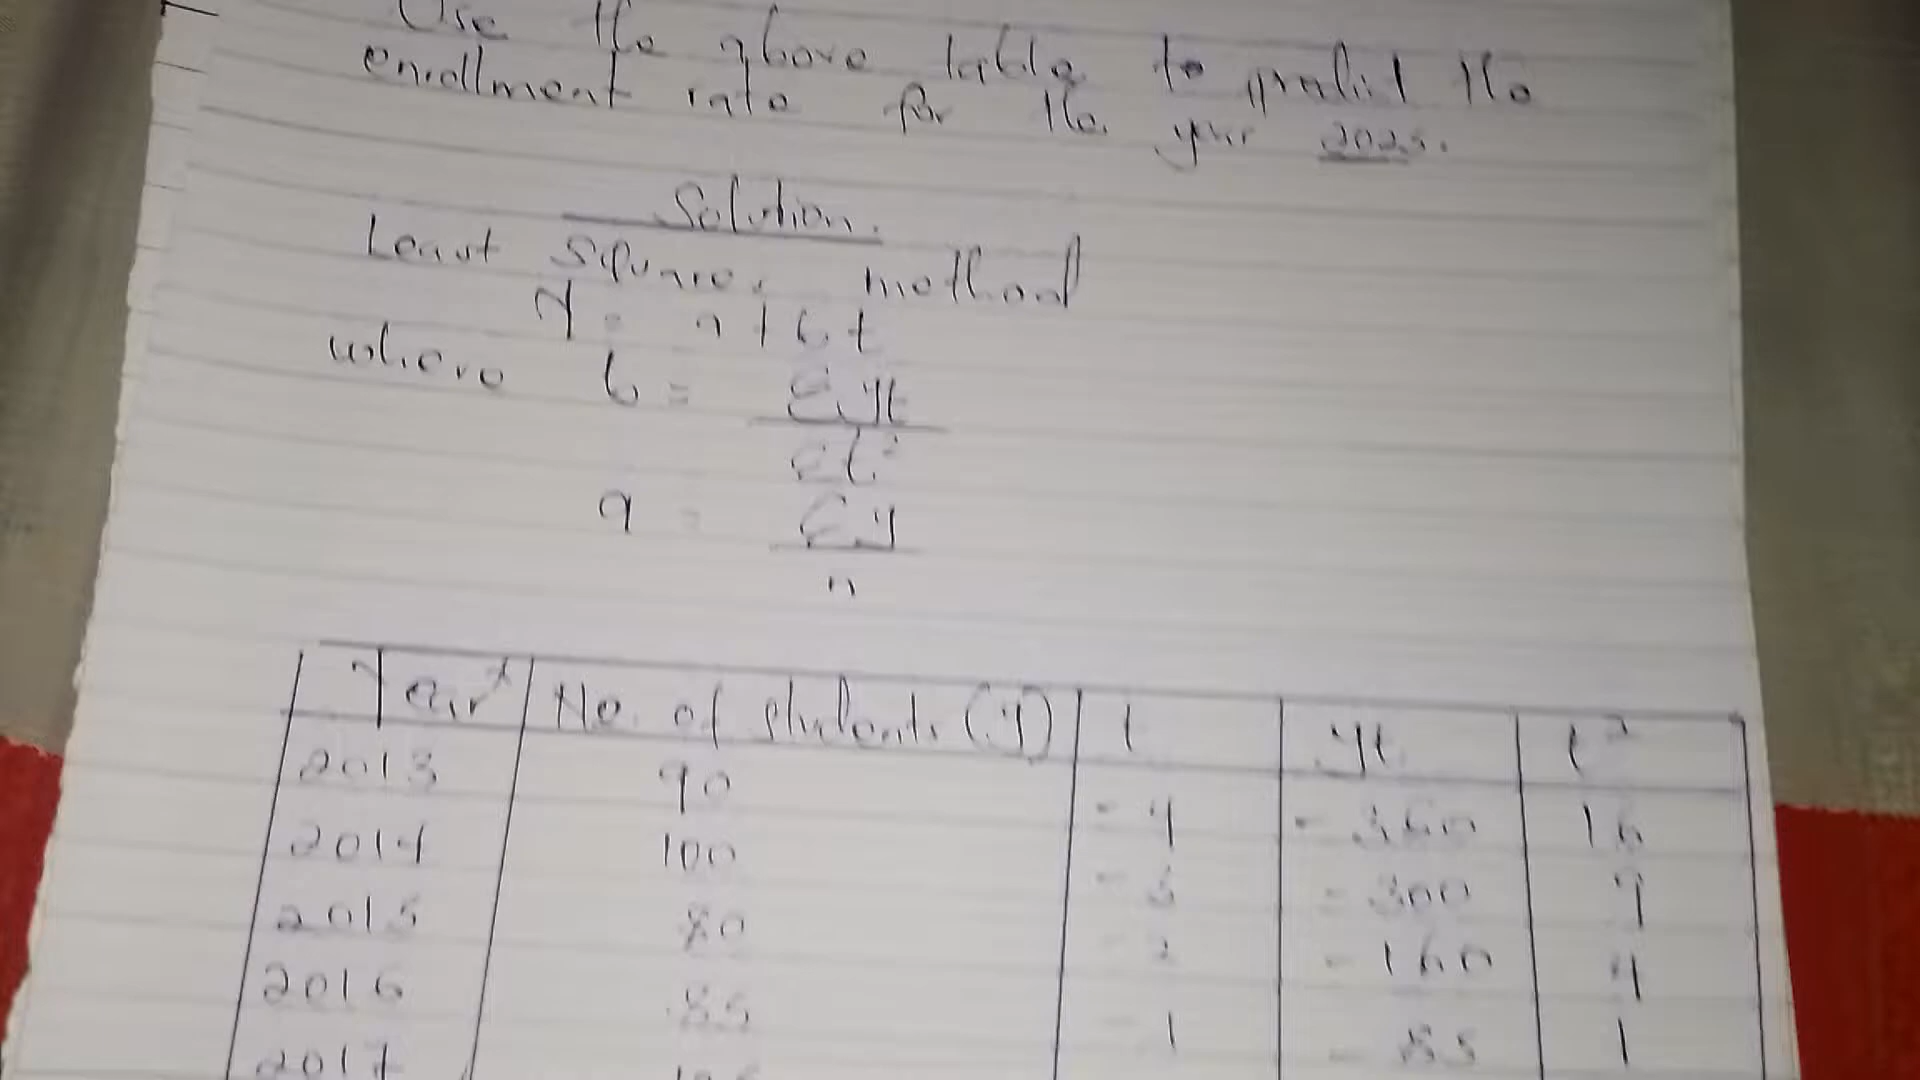 Use the above table to predict the
enrollment rate for the year 2025.
Solution.
Least Square, method
Y = a + bt
where b = Σyt
Σt²
a = Σy
n
Year No. of students (y) t yt t²
2013 90 -4 -360 16
2014 100 -3 -300 9
2015 80 -2 -160 4
2016 85 -1 -85 1
2017